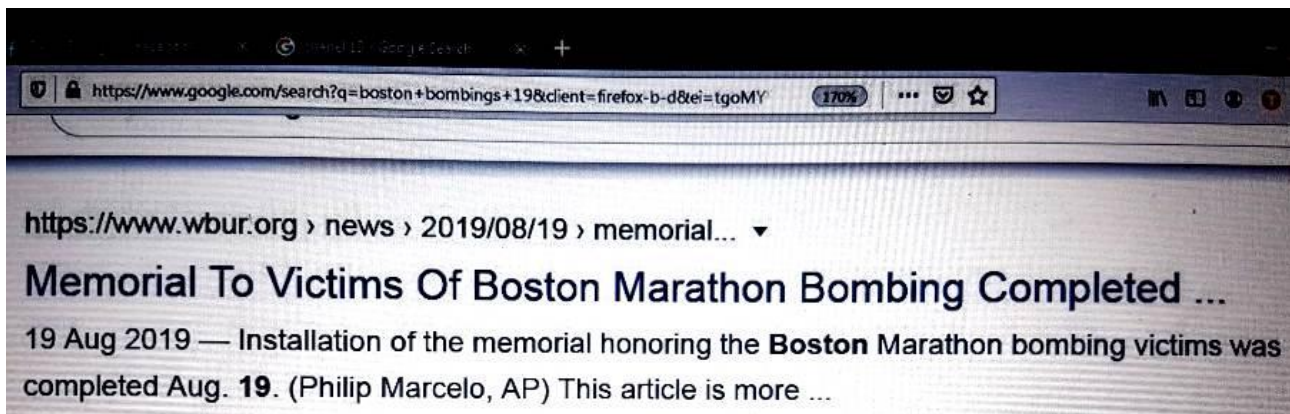 https://www.google.com/search?q=boston+bombings+19&client=firefox-b-d&ei=tgoMY 170%
https://www.wbur.org › news › 2019/08/19 › memorial...
Memorial To Victims Of Boston Marathon Bombing Completed ...
19 Aug 2019 — Installation of the memorial honoring the Boston Marathon bombing victims was
completed Aug. 19. (Philip Marcelo, AP) This article is more ...